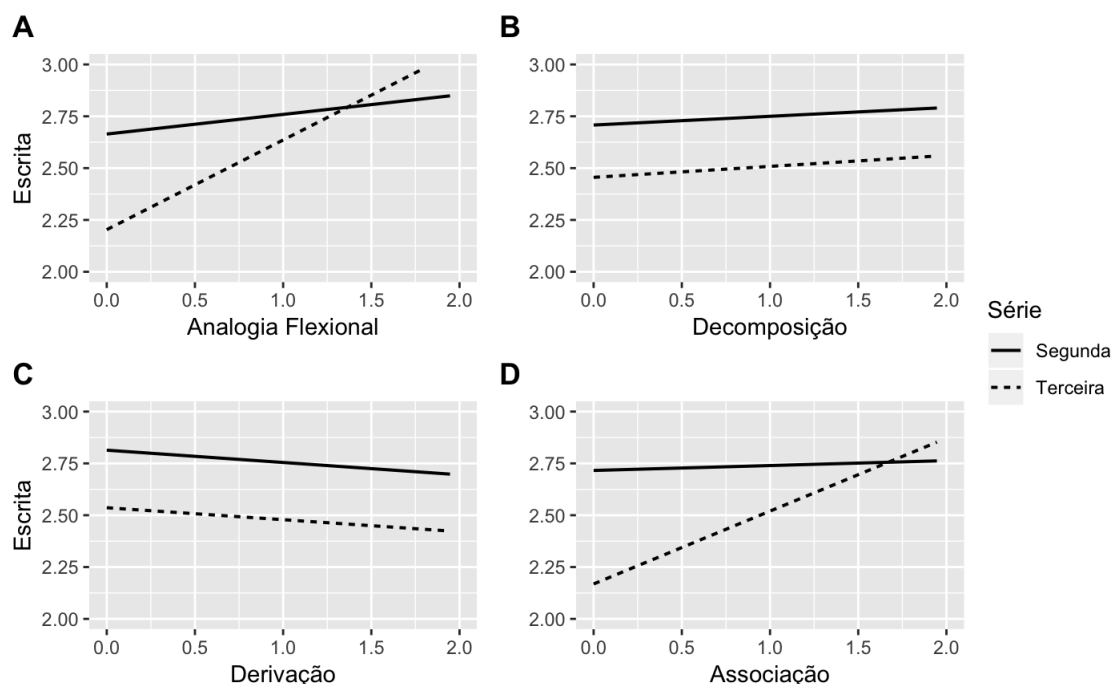 A
3.00
2.75
2.50
2.25
2.00
Escrita
0.0 0.5 1.0 1.5 2.0
Analogia Flexional
B
3.00
2.75
2.50
2.25
2.00
0.0 0.5 1.0 1.5 2.0
Decomposição
C
3.00
2.75
2.50
2.25
2.00
Escrita
0.0 0.5 1.0 1.5 2.0
Derivação
D
3.00
2.75
2.50
2.25
2.00
0.0 0.5 1.0 1.5 2.0
Associação
Série
Segunda
Terceira